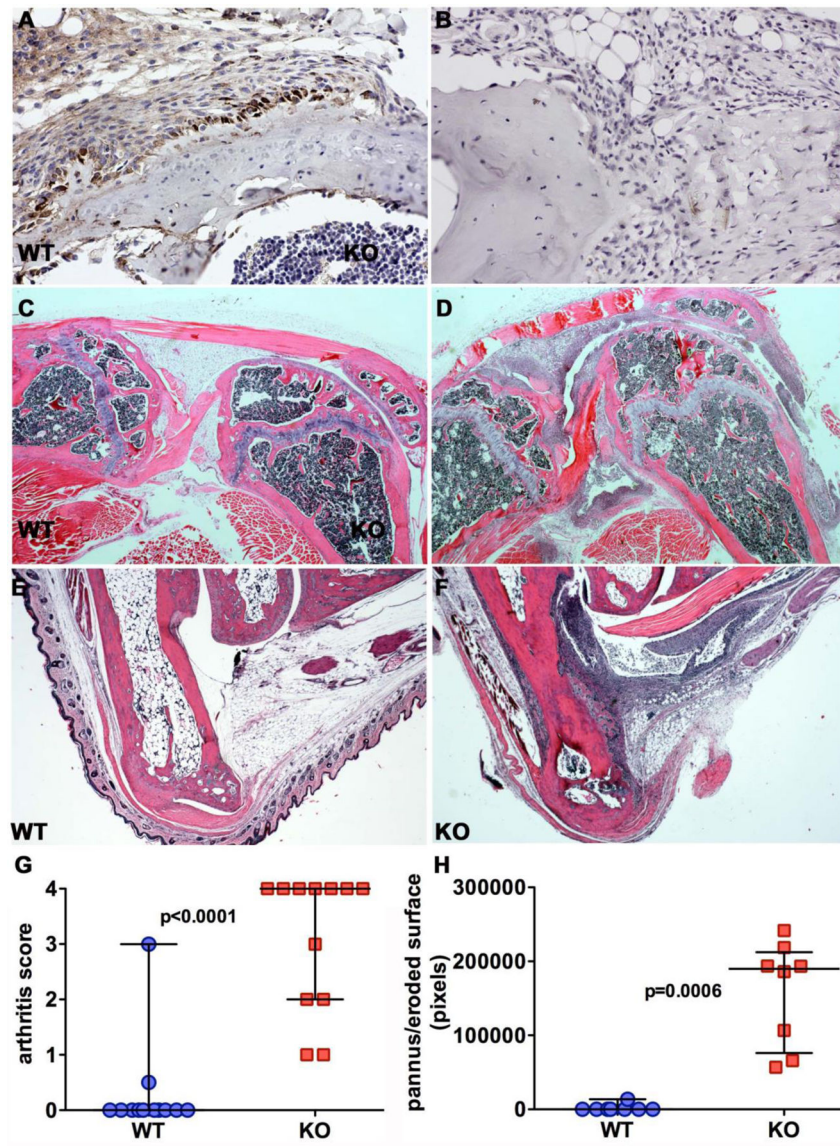 A
B
WT
KO
C
D
WT
KO
E
F
WT
KO
G
H
4
3
2
1
0
arthritis score
p<0.0001
WT
KO
300000
200000
100000
0
pannus/eroded surface
(pixels)
p=0.0006
WT
KO